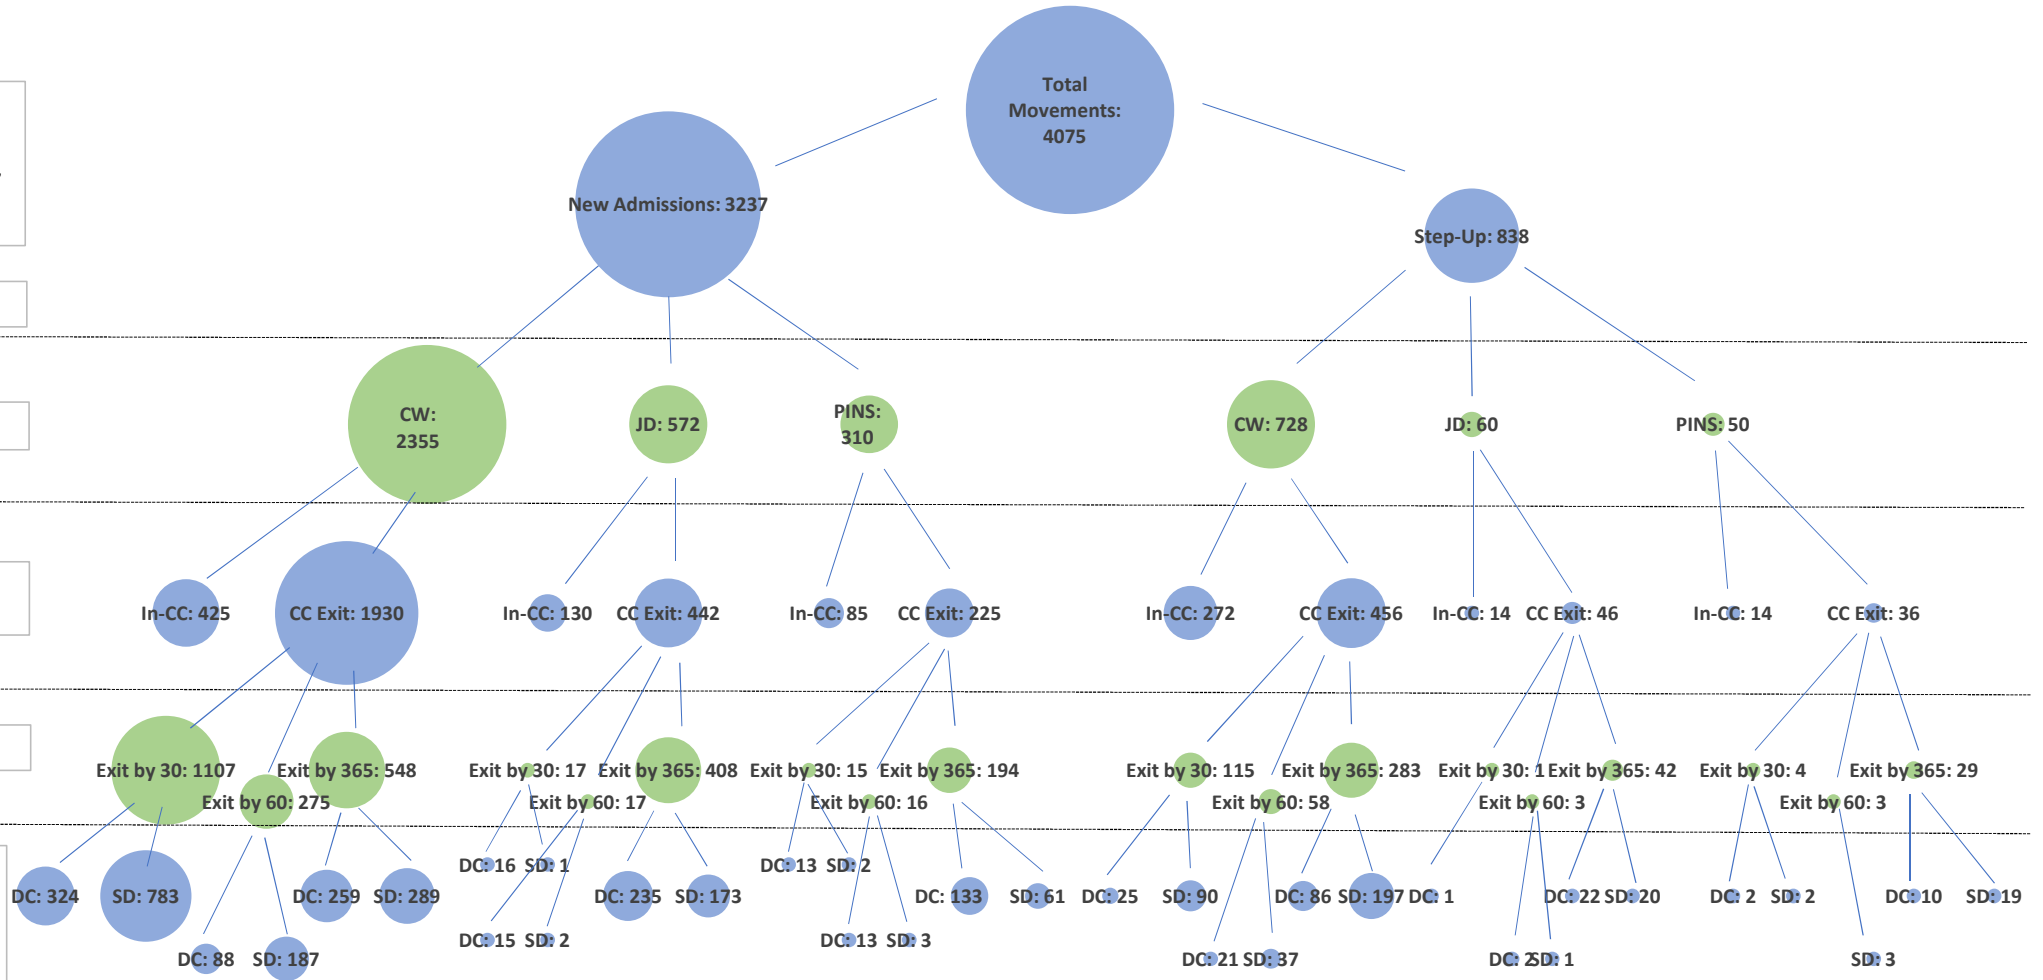 Total
Movements:
4075
New Admissions: 3237
Step-Up: 838
CW:
2355
JD: 572
PINS:
310
CW: 728
JD: 60
PINS: 50
In-CC: 425
CC Exit: 1930
In-CC: 130
CC Exit: 442
In-CC: 85
CC Exit: 225
In-CC: 272
CC Exit: 456
In-CC: 14
CC Exit: 46
In-CC: 14
CC Exit: 36
Exit by 30: 1107
Exit by 60: 275
Exit by 365: 548
Exit by 30: 17
Exit by 60: 17
Exit by 365: 408
Exit by 30: 15
Exit by 60: 16
Exit by 365: 194
Exit by 30: 115
Exit by 60: 58
Exit by 365: 283
Exit by 30: 1
Exit by 60: 3
Exit by 365: 42
Exit by 30: 4
Exit by 60: 3
Exit by 365: 29
DC: 16
SD: 1
DC: 13
SD: 2
DC: 324
SD: 783
DC: 259
SD: 289
DC: 235
SD: 173
DC: 133
SD: 61
DC: 25
SD: 90
DC: 86
SD: 197
DC: 1
DC: 22
SD: 20
DC: 2
SD: 2
DC: 10
SD: 19
DC: 15
SD: 2
DC: 13
SD: 3
DC: 88
SD: 187
DC: 21
SD: 37
DC: 2
SD: 1
SD: 3